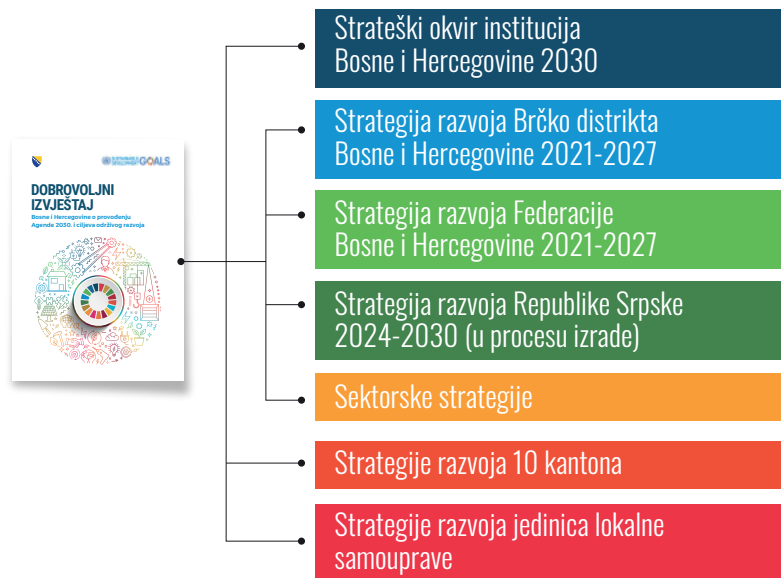 SUSTAINABLE
DEVELOPMENT GOALS
DOBROVOLJNI
IZVJEŠTAJ
Bosne i Hercegovine o provođenju
Agende 2030. i ciljeva održivog razvoja
Strateški okvir institucija
Bosne i Hercegovine 2030
Strategija razvoja Brčko distrikta
Bosne i Hercegovine 2021-2027
Strategija razvoja Federacije
Bosne i Hercegovine 2021-2027
Strategija razvoja Republike Srpske
2024-2030 (u procesu izrade)
Sektorske strategije
Strategije razvoja 10 kantona
Strategije razvoja jedinica lokalne
samouprave